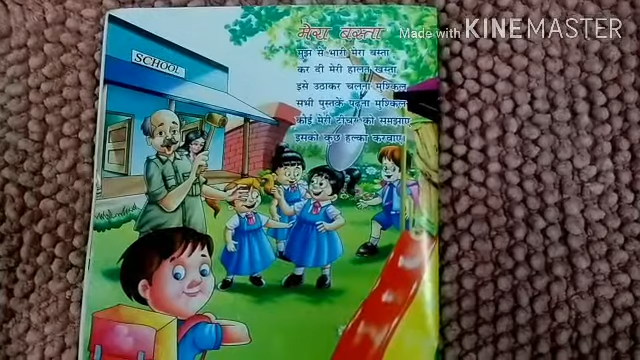 Made with KINEMASTER
मेरा बस्ता
SCHOOL
मुझ से भारी मेरा बस्ता
कर दी मेरी हालत खस्ता
इसे उठाकर चलना मुश्किल
सभी पुस्तकें पढ़ना मुश्किल
कोई मेरी टीचर को समझाए
इसको कुछ हल्का करवाए।